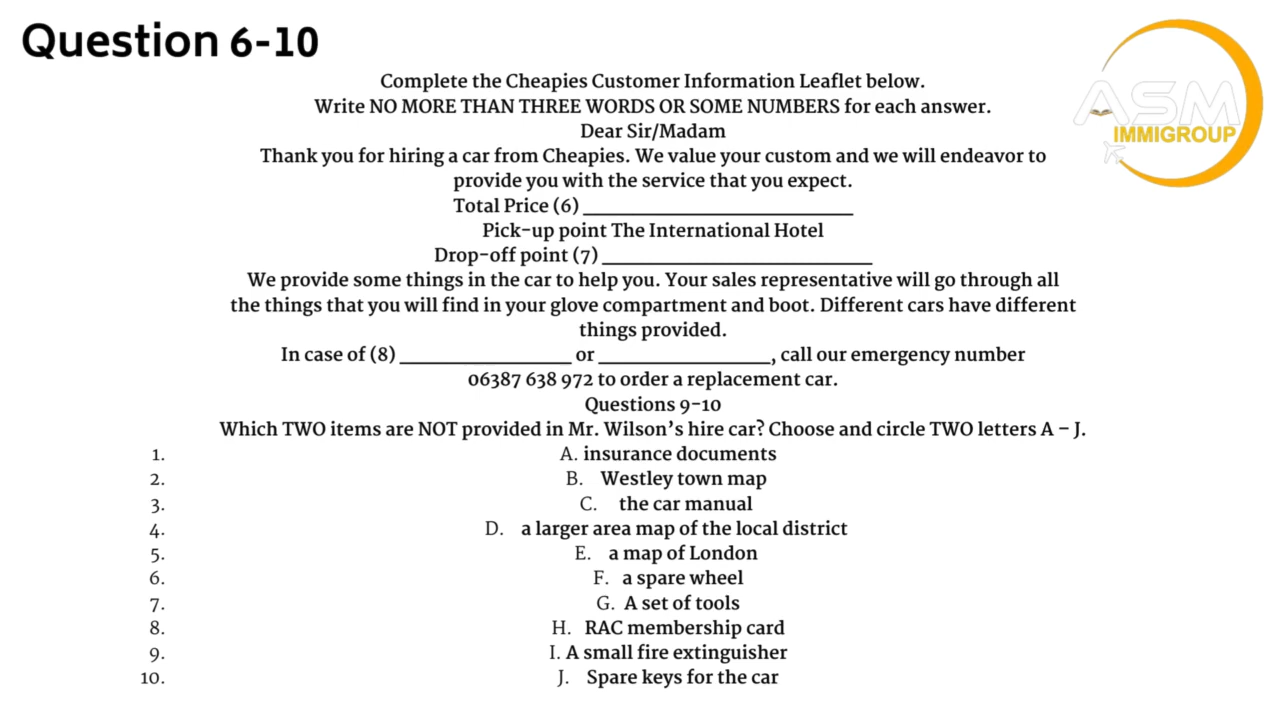 Question 6-10
ASM
IMMIGROUP
Complete the Cheapies Customer Information Leaflet below.
Write NO MORE THAN THREE WORDS OR SOME NUMBERS for each answer.
Dear Sir/Madam
Thank you for hiring a car from Cheapies. We value your custom and we will endeavor to
provide you with the service that you expect.
Total Price (6) ___________________________
Pick-up point The International Hotel
Drop-off point (7) ___________________________
We provide some things in the car to help you. Your sales representative will go through all
the things that you will find in your glove compartment and boot. Different cars have different
things provided.
In case of (8) _________________ or _________________, call our emergency number
06387 638 972 to order a replacement car.
Questions 9-10
Which TWO items are NOT provided in Mr. Wilson’s hire car? Choose and circle TWO letters A – J.
1. A. insurance documents
2. B. Westley town map
3. C. the car manual
4. D. a larger area map of the local district
5. E. a map of London
6. F. a spare wheel
7. G. A set of tools
8. H. RAC membership card
9. I. A small fire extinguisher
10. J. Spare keys for the car